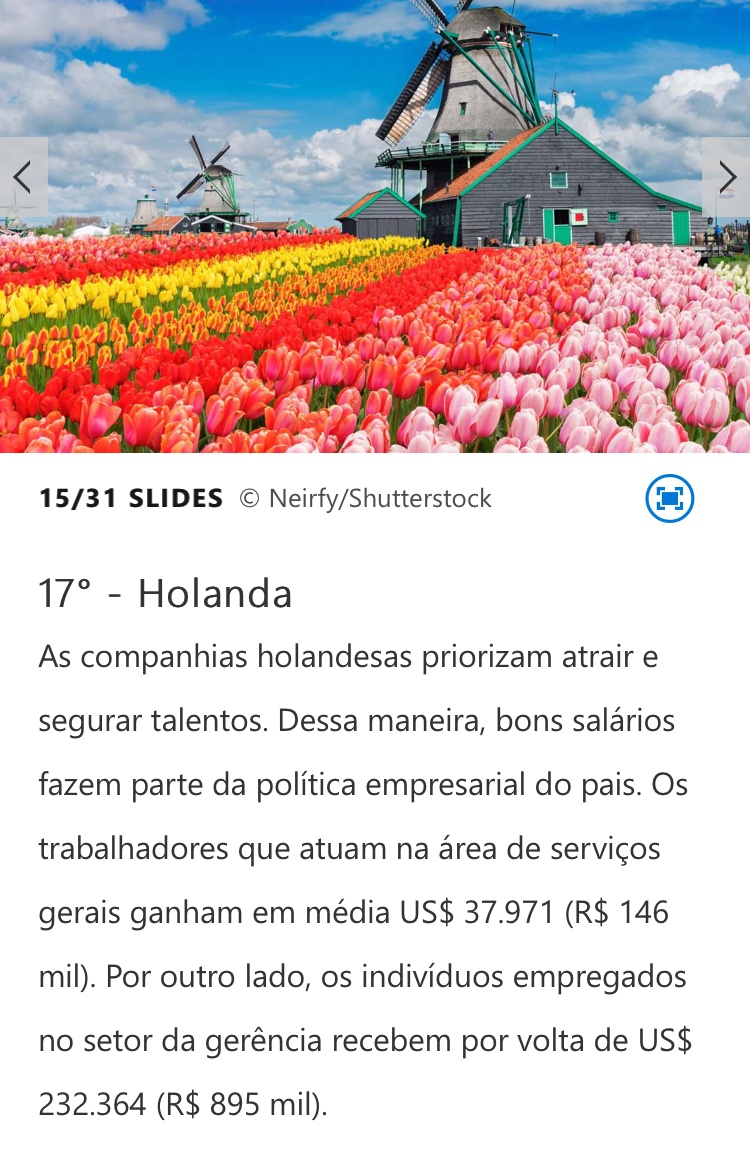 15/31 SLIDES © Neirfy/Shutterstock
17° - Holanda
As companhias holandesas priorizam atrair e
segurar talentos. Dessa maneira, bons salários
fazem parte da política empresarial do pais. Os
trabalhadores que atuam na área de serviços
gerais ganham em média US$ 37.971 (R$ 146
mil). Por outro lado, os indivíduos empregados
no setor da gerência recebem por volta de US$
232.364 (R$ 895 mil).